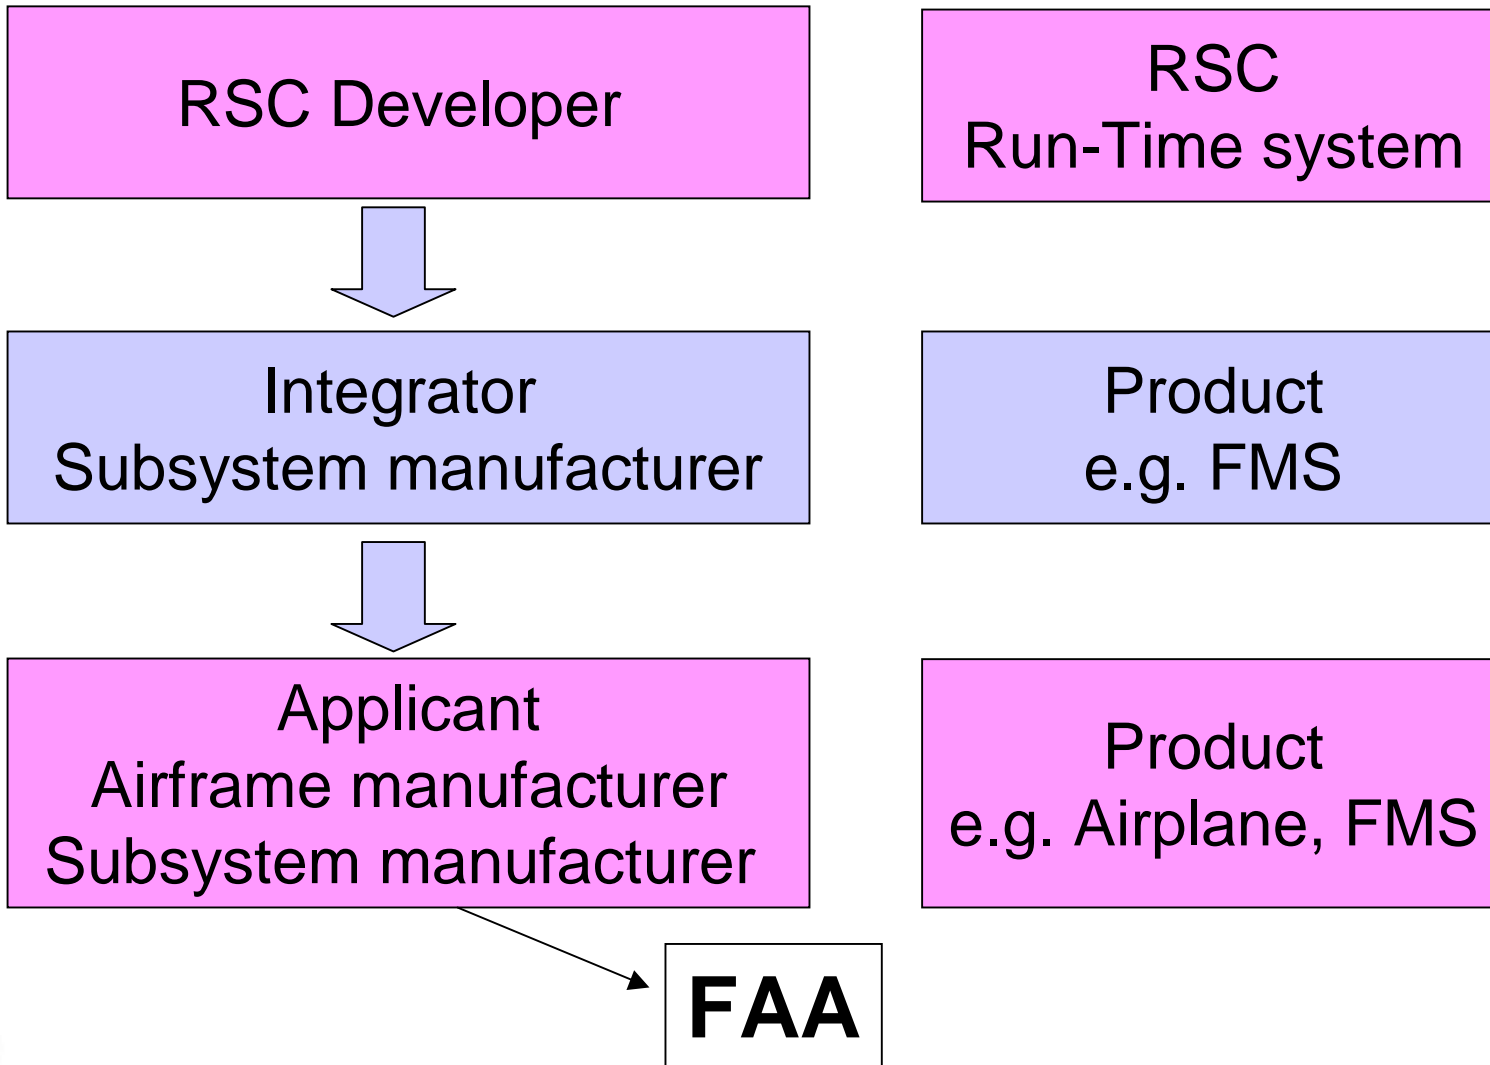 RSC Developer
RSC
Run-Time system
Integrator
Subsystem manufacturer
Product
e.g. FMS
Applicant
Airframe manufacturer
Subsystem manufacturer
Product
e.g. Airplane, FMS
FAA